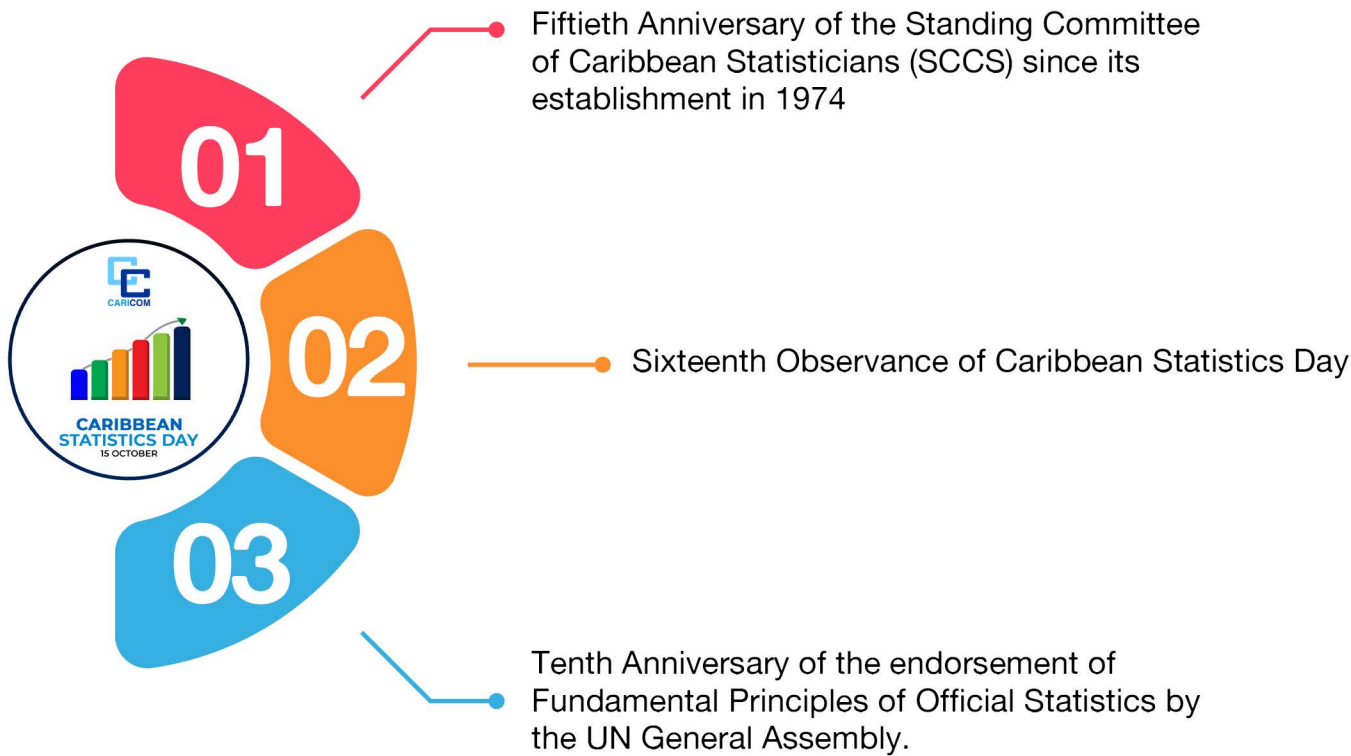 Fiftieth Anniversary of the Standing Committee
of Caribbean Statisticians (SCCS) since its
establishment in 1974
01
CARICOM
CARIBBEAN
STATISTICS DAY
15 OCTOBER
02
Sixteenth Observance of Caribbean Statistics Day
03
Tenth Anniversary of the endorsement of
Fundamental Principles of Official Statistics by
the UN General Assembly.